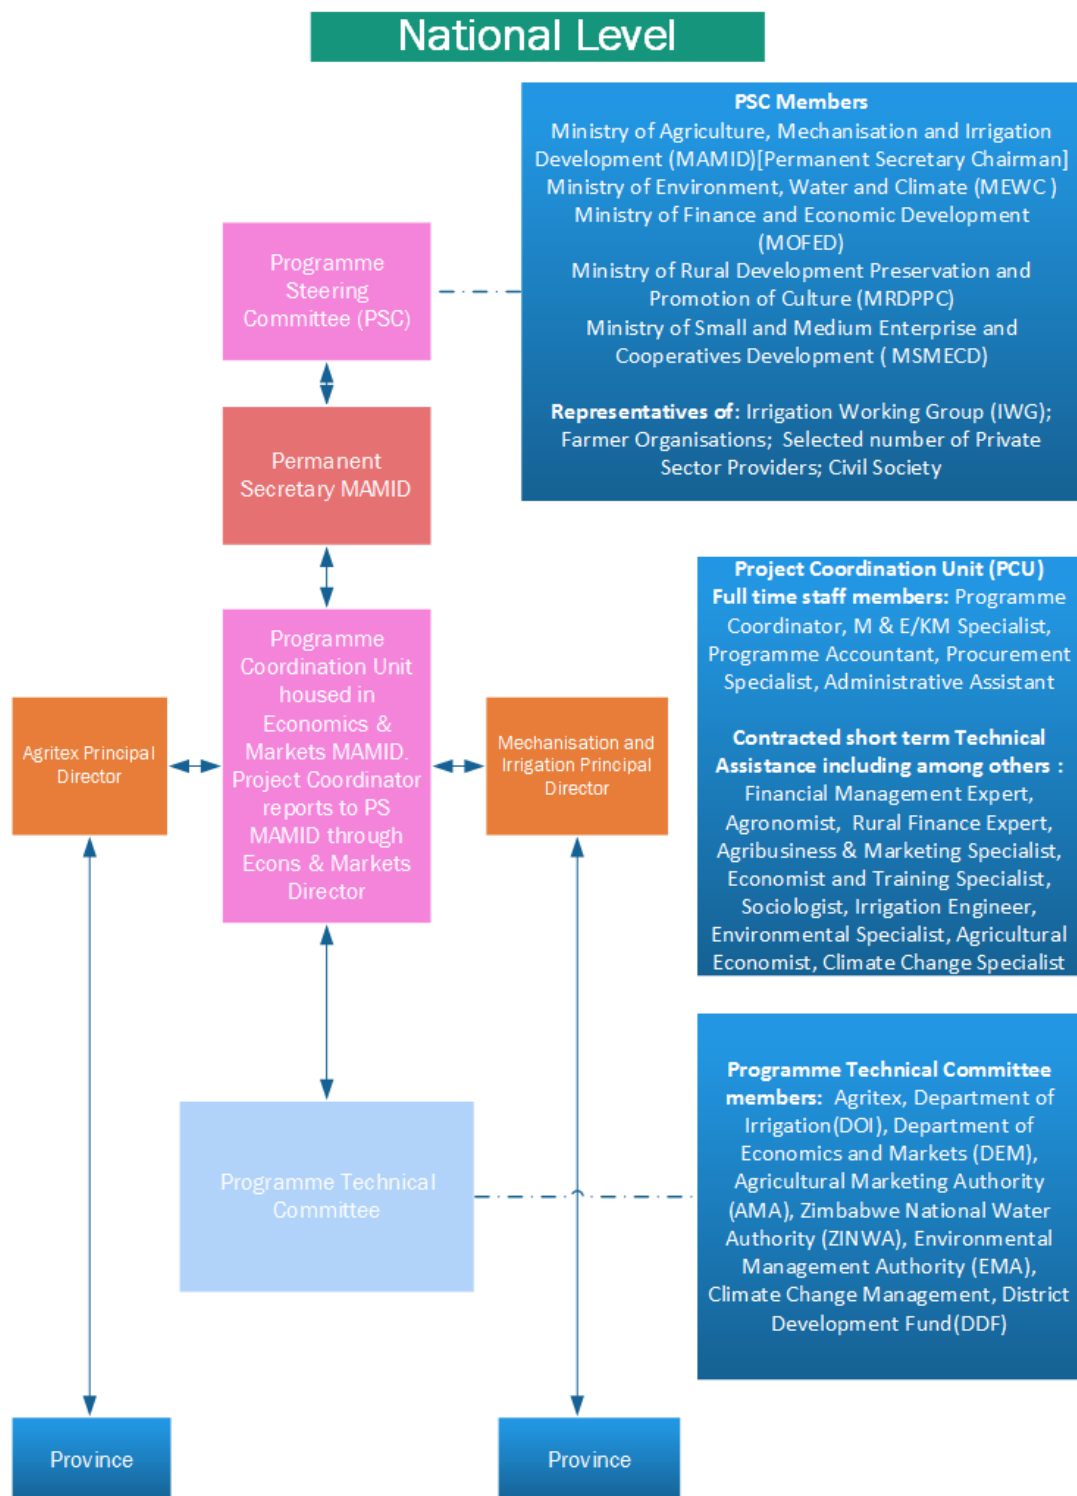 National Level
PSC Members
Ministry of Agriculture, Mechanisation and Irrigation
Development (MAMID)[Permanent Secretary Chairman]
Ministry of Environment, Water and Climate (MEWC )
Ministry of Finance and Economic Development
(MOFED)
Ministry of Rural Development Preservation and
Promotion of Culture (MRDPPC)
Ministry of Small and Medium Enterprise and
Cooperatives Development ( MSMECD)
Representatives of: Irrigation Working Group (IWG);
Farmer Organisations; Selected number of Private
Sector Providers; Civil Society
Programme
Steering
Committee (PSC)
Permanent
Secretary MAMID
Project Coordination Unit (PCU)
Full time staff members: Programme
Coordinator, M & E/KM Specialist,
Programme Accountant, Procurement
Specialist, Administrative Assistant
Contracted short term Technical
Assistance including among others :
Financial Management Expert,
Agronomist, Rural Finance Expert,
Agribusiness & Marketing Specialist,
Economist and Training Specialist,
Sociologist, Irrigation Engineer,
Environmental Specialist, Agricultural
Economist, Climate Change Specialist
Programme
Coordination Unit
housed in
Economics &
Markets MAMID.
Project Coordinator
reports to PS
MAMID through
Econs & Markets
Director
Agritex Principal
Director
Mechanisation and
Irrigation Principal
Director
Programme Technical Committee
members: Agritex, Department of
Irrigation(DOI), Department of
Economics and Markets (DEM),
Agricultural Marketing Authority
(AMA), Zimbabwe National Water
Authority (ZINWA), Environmental
Management Authority (EMA),
Climate Change Management, District
Development Fund(DDF)
Programme Technical
Committee
Province
Province